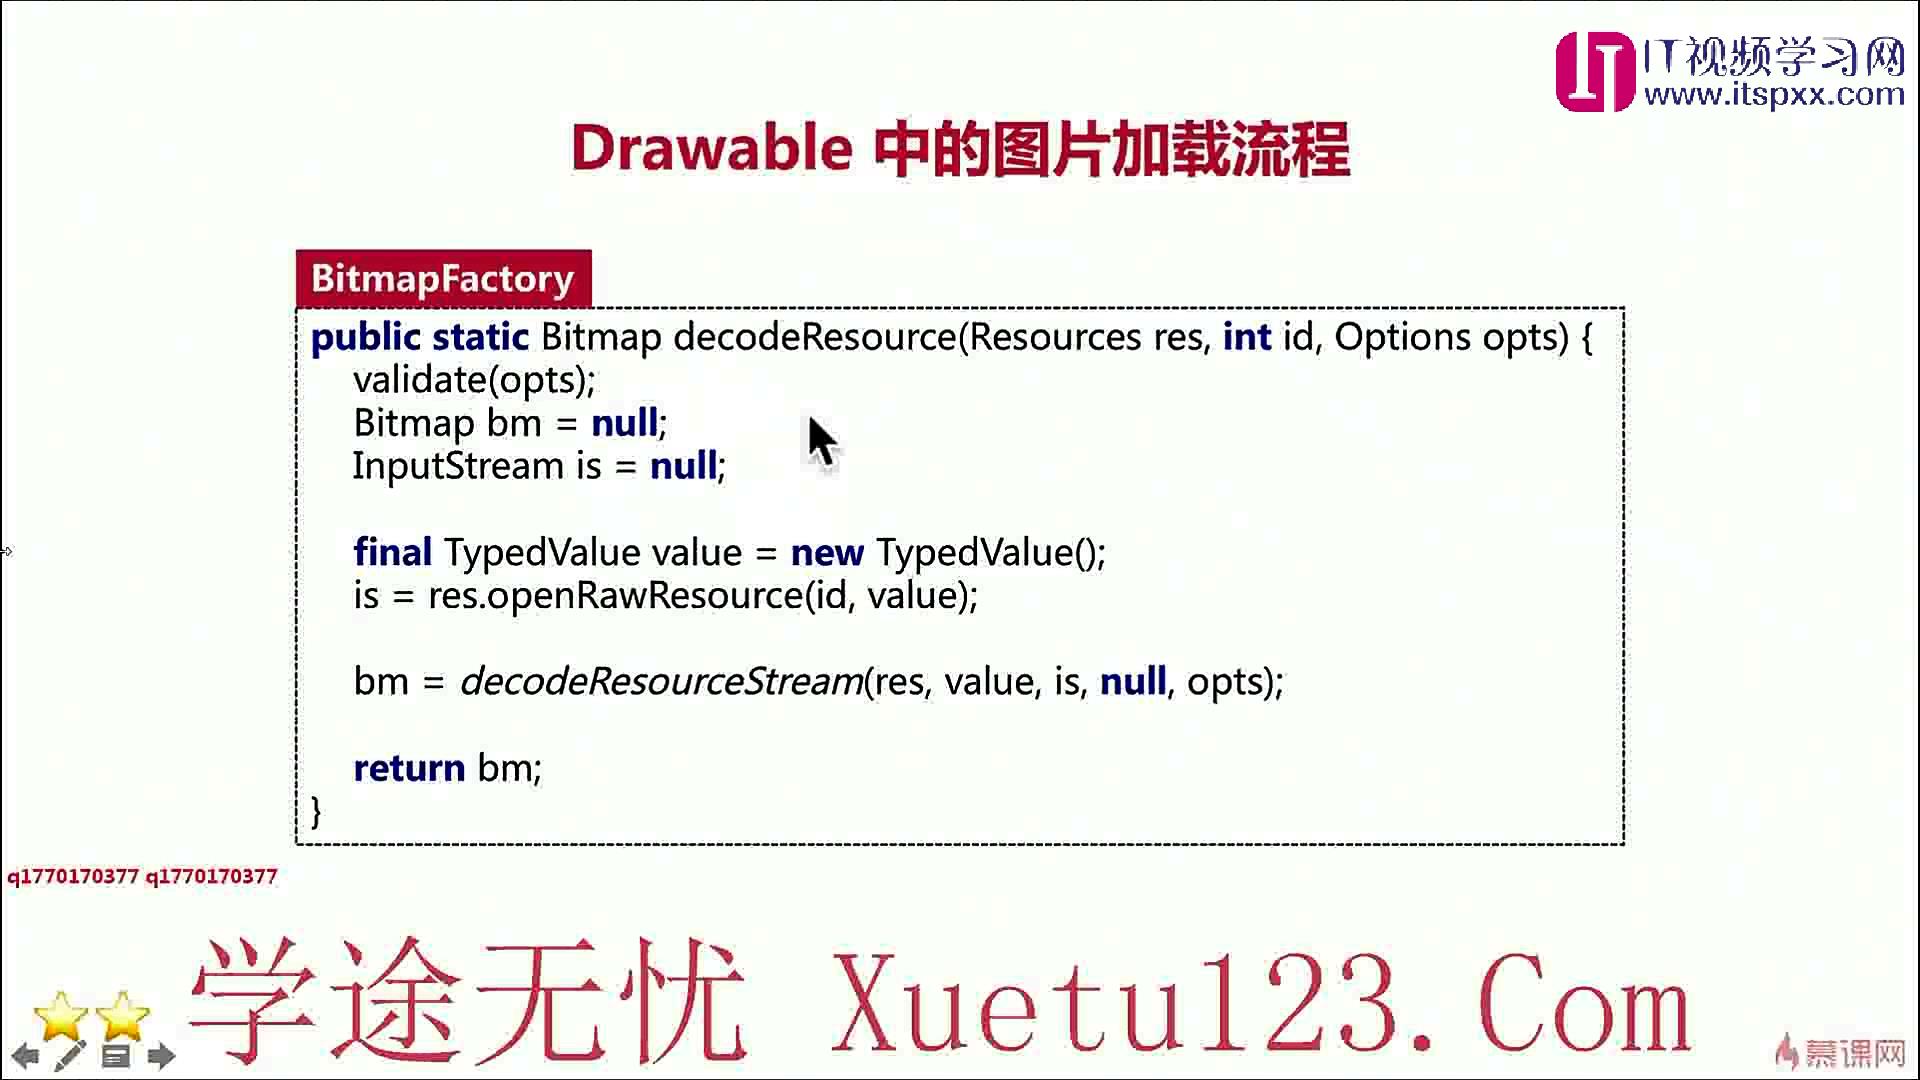 IT视频学习网
www.itspxx.com
Drawable 中的图片加载流程
BitmapFactory
public static Bitmap decodeResource(Resources res, int id, Options opts) {
validate(opts);
Bitmap bm = null;
InputStream is = null;
final TypedValue value = new TypedValue();
is = res.openRawResource(id, value);
bm = decodeResourceStream(res, value, is, null, opts);
return bm;
}
q1770170377 q1770170377
学途无忧 Xuetu123.Com
慕课网